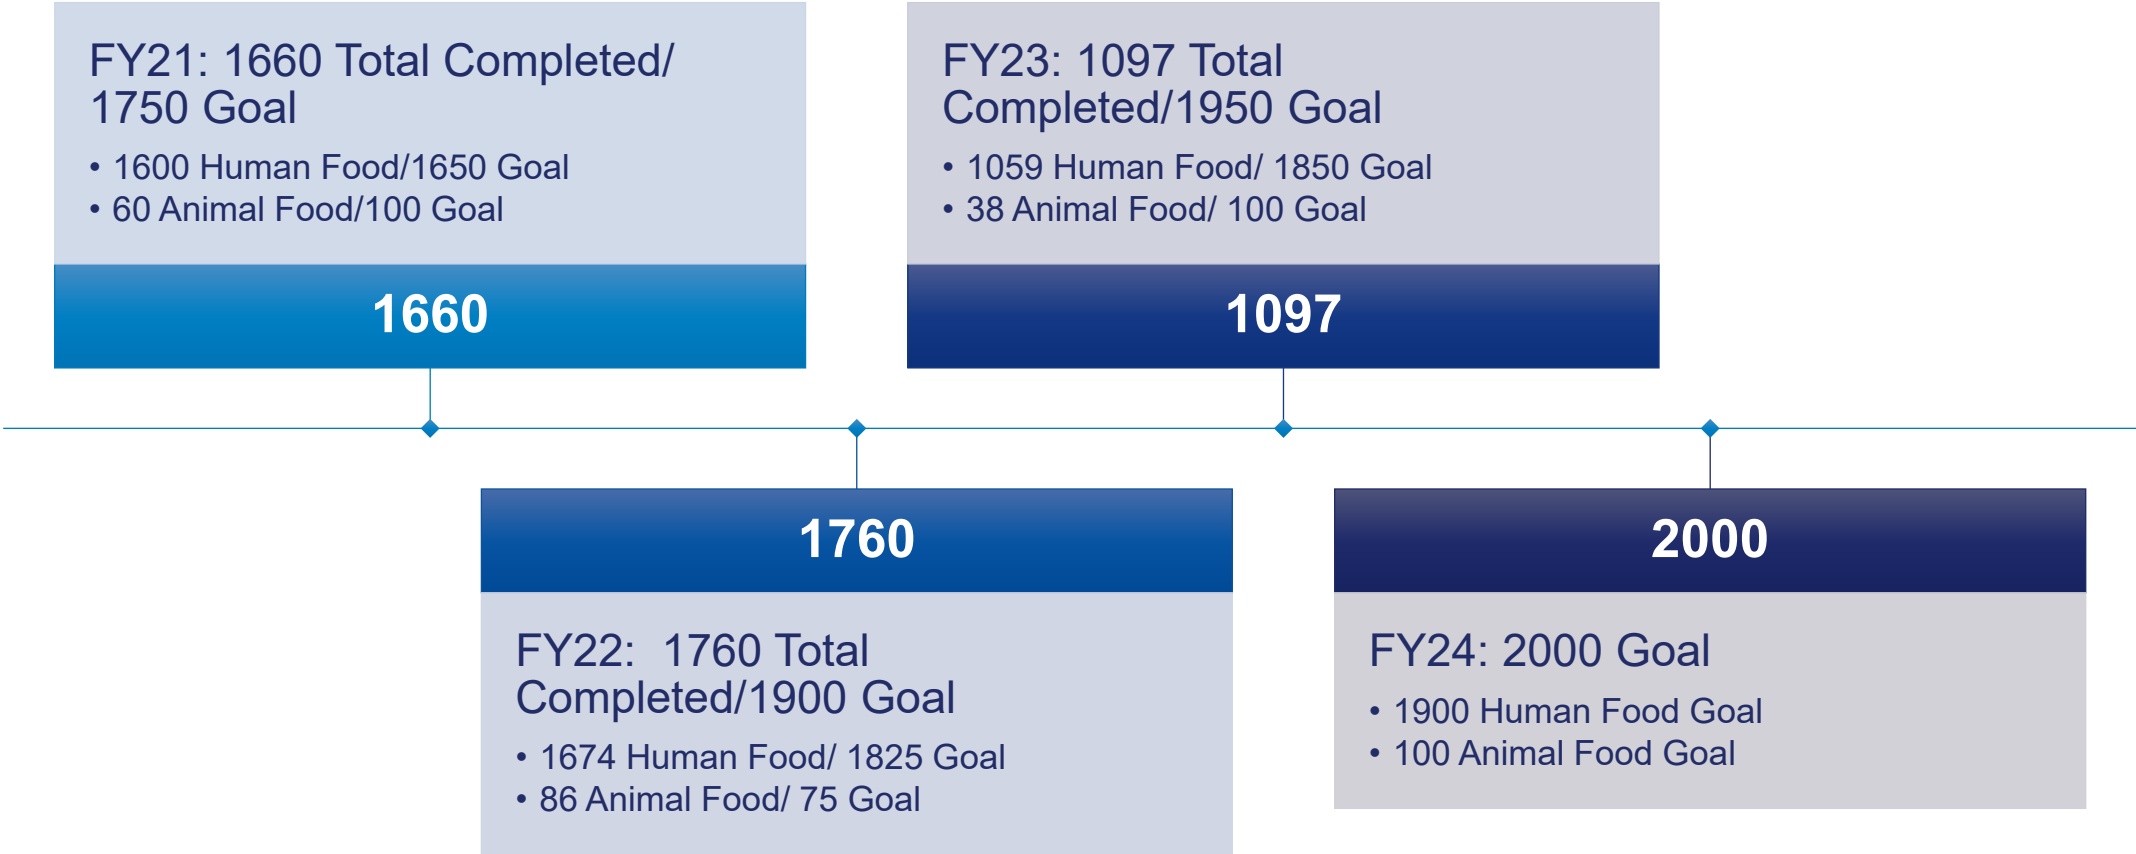 FY21: 1660 Total Completed/
1750 Goal
• 1600 Human Food/1650 Goal
• 60 Animal Food/100 Goal
1660
FY23: 1097 Total
Completed/1950 Goal
• 1059 Human Food/ 1850 Goal
• 38 Animal Food/ 100 Goal
1097
1760
FY22:  1760 Total
Completed/1900 Goal
• 1674 Human Food/ 1825 Goal
• 86 Animal Food/ 75 Goal
2000
FY24: 2000 Goal
• 1900 Human Food Goal
• 100 Animal Food Goal